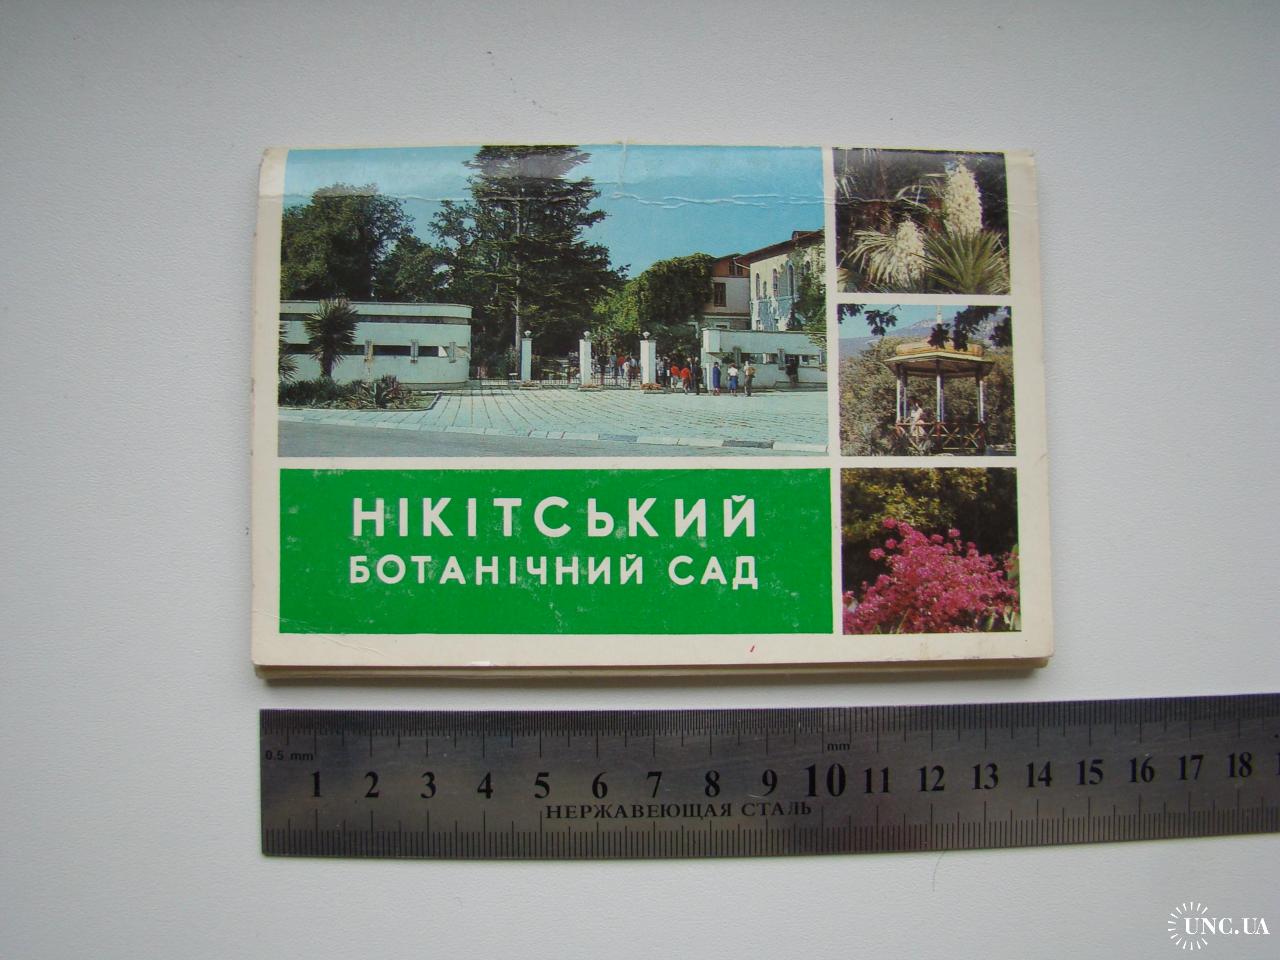 НІКІТСЬКИЙ
БОТАНІЧНИЙ САД
0.5 mm
mm
1 2 3 4 5 6 7 8 9 10 11 12 13 14 15 16 17 18
НЕРЖАВЕЮЩАЯ СТАЛЬ
UNC.UA